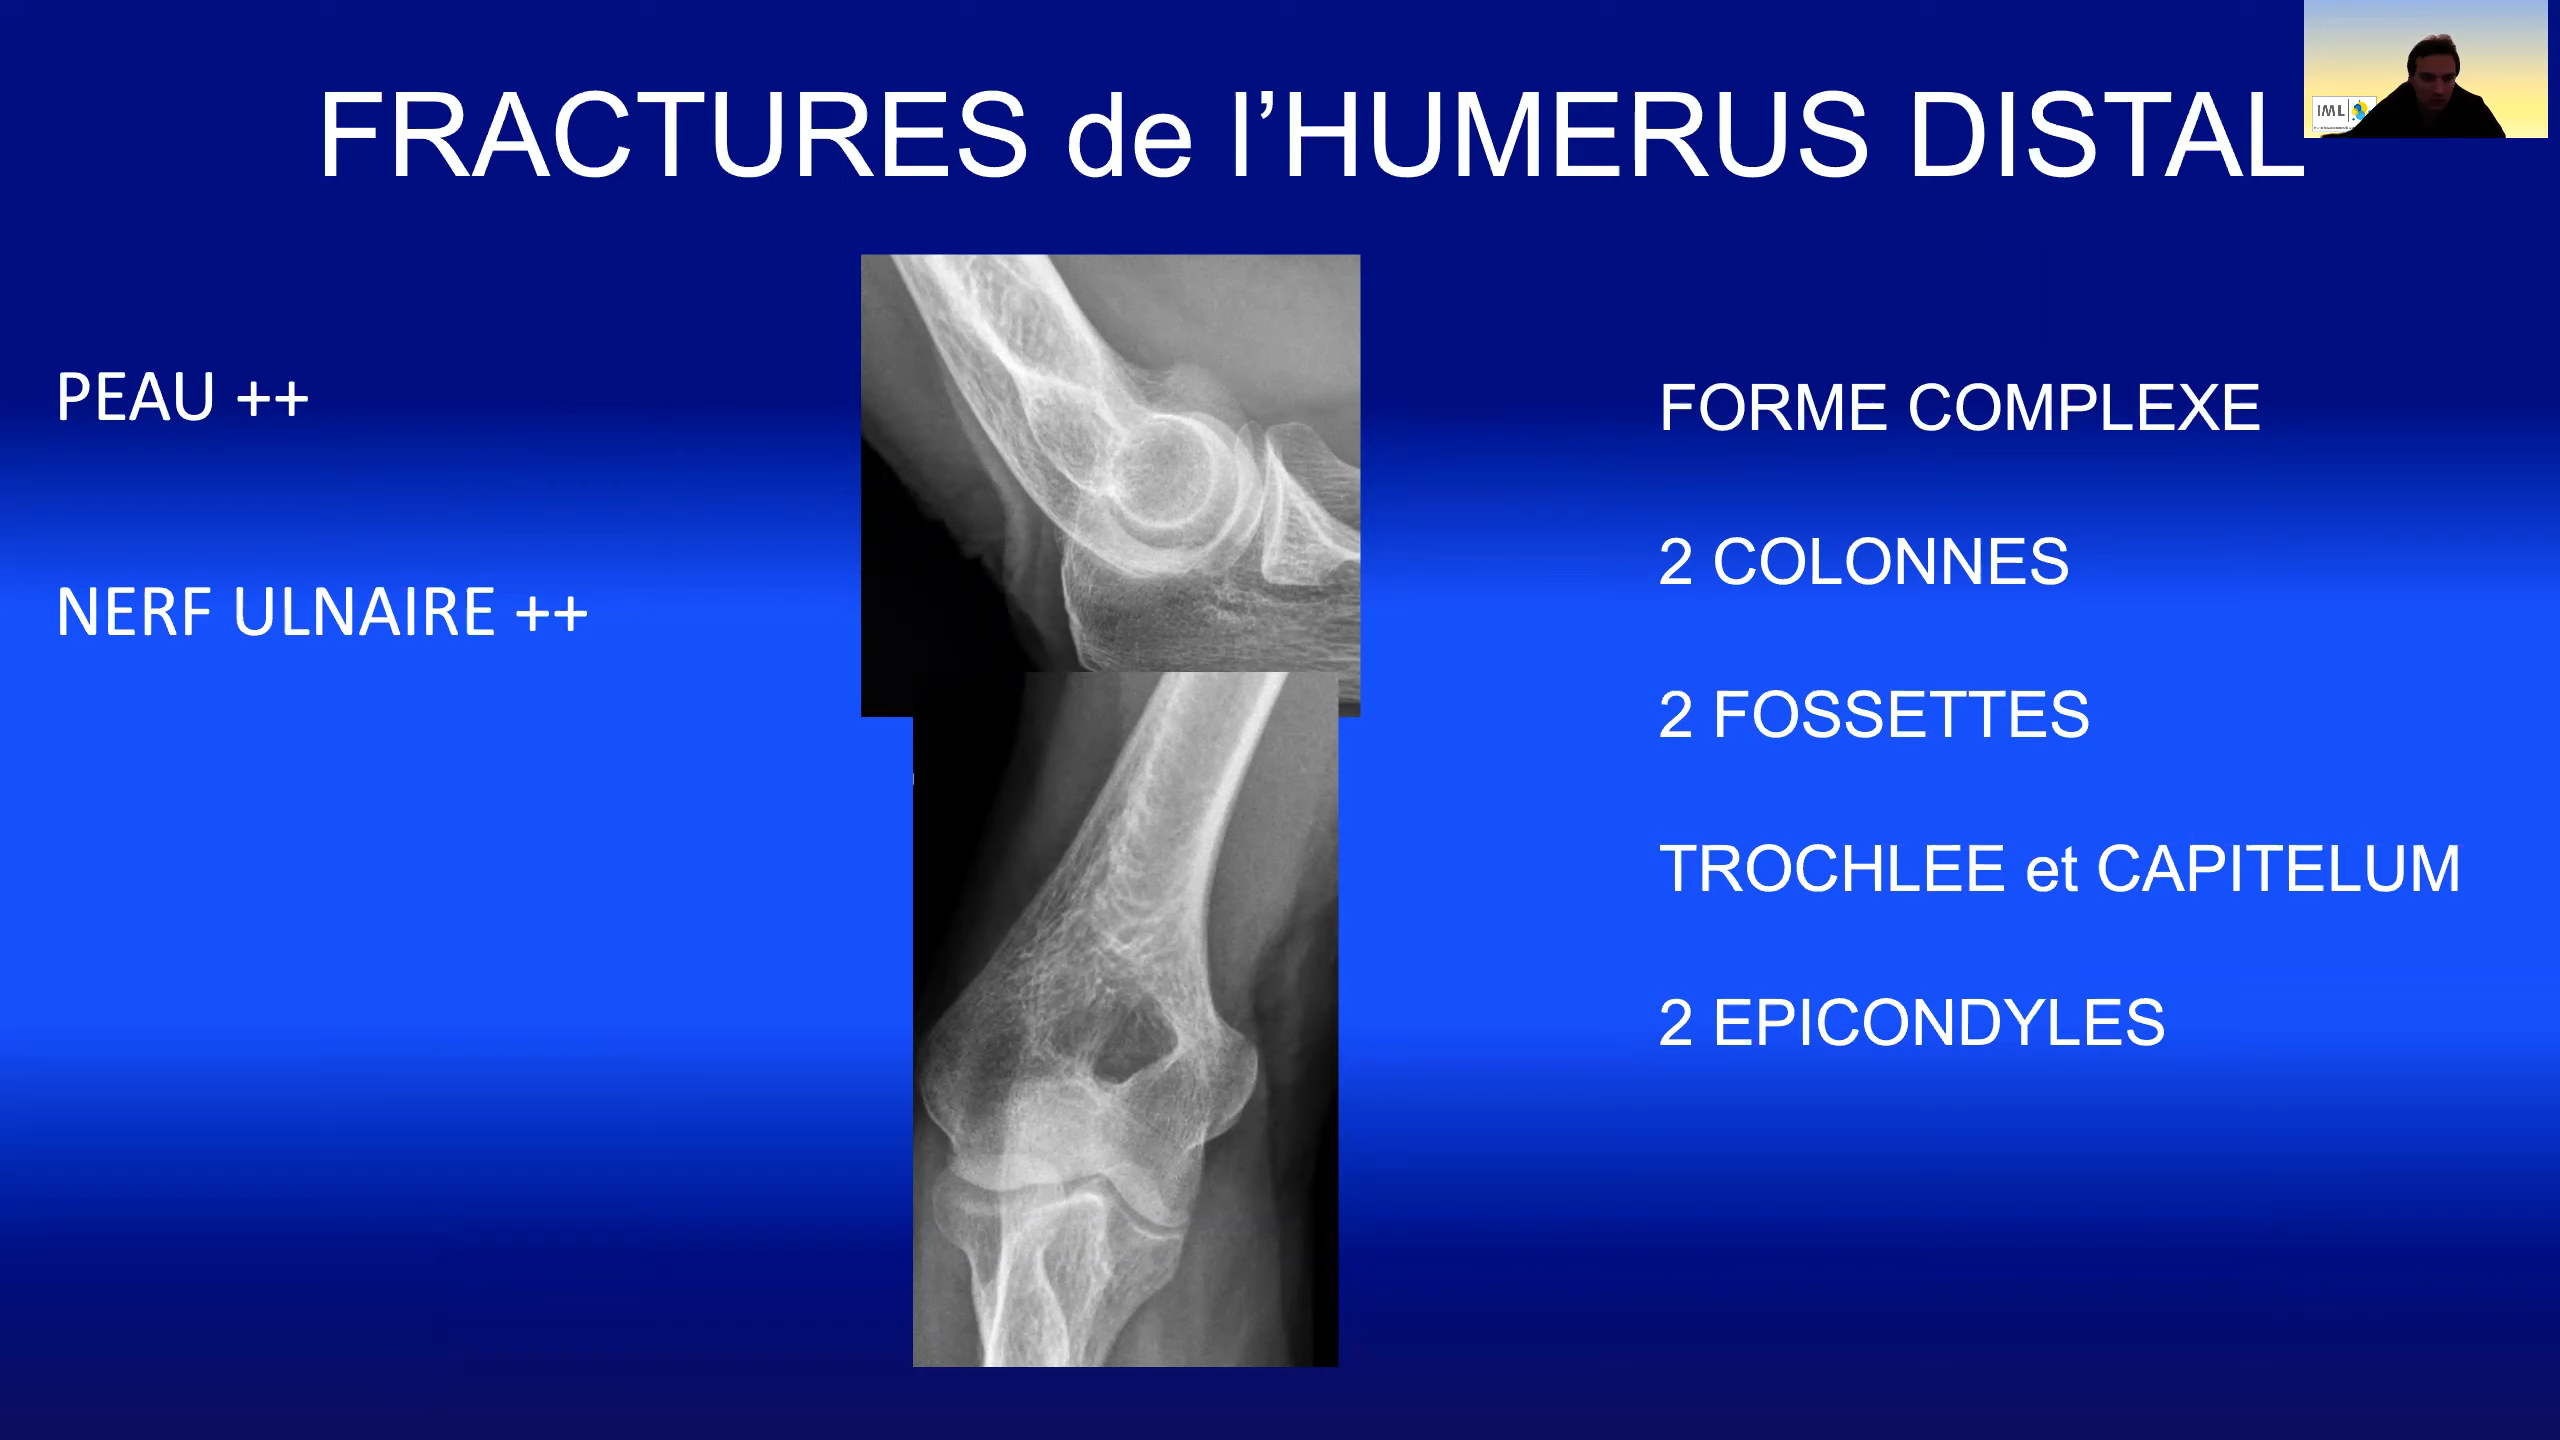 FRACTURES de l’HUMERUS DISTAL
IML
PEAU ++
NERF ULNAIRE ++
FORME COMPLEXE
2 COLONNES
2 FOSSETTES
TROCHLEE et CAPITELUM
2 EPICONDYLES